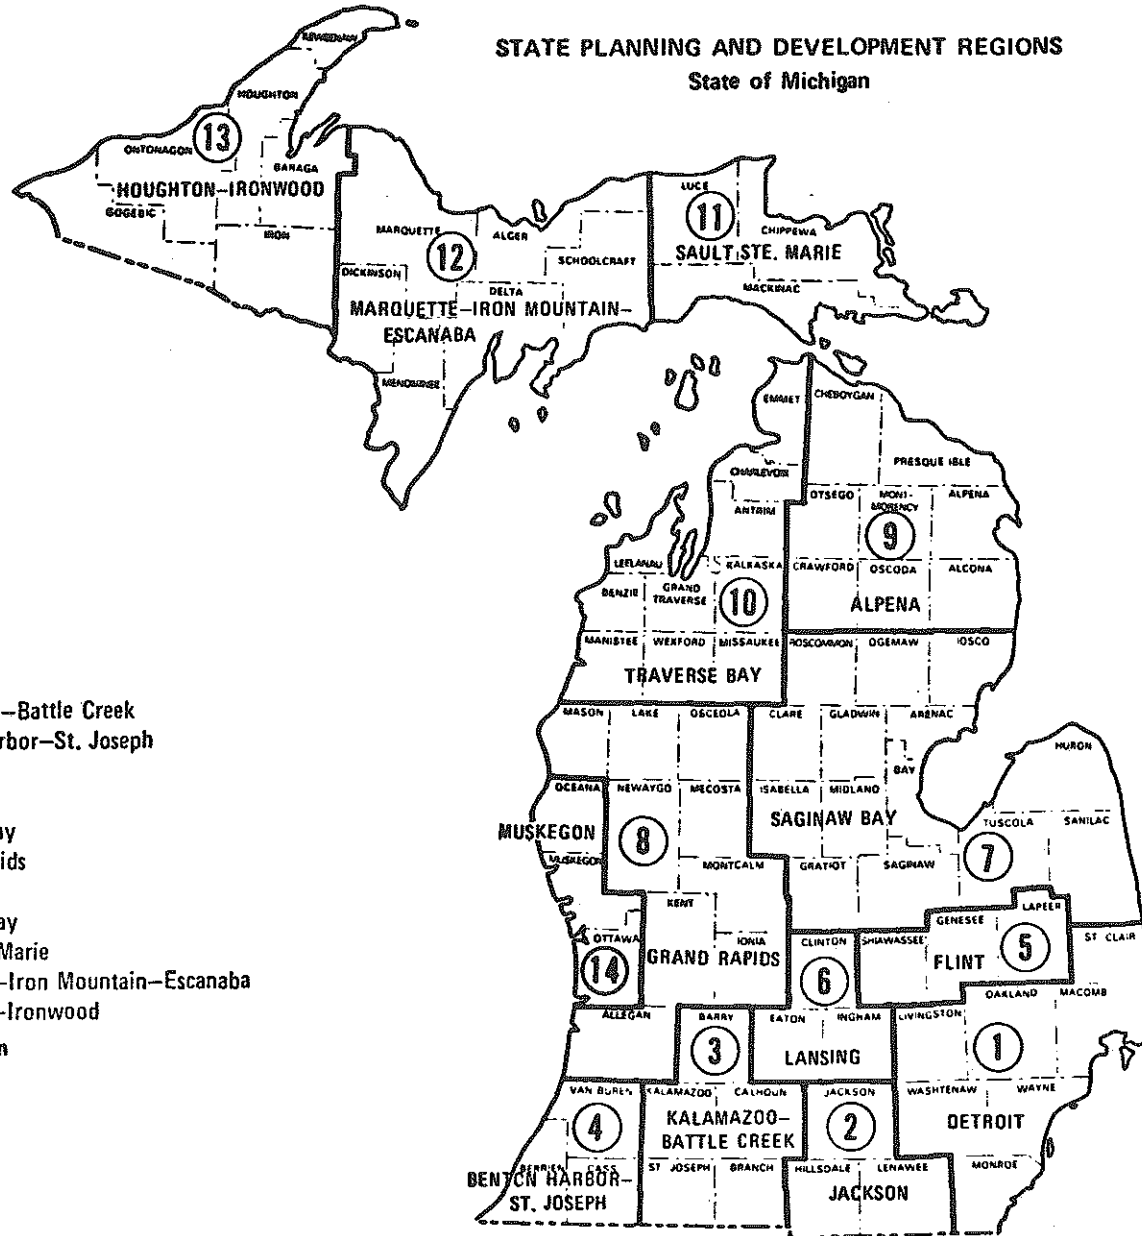 STATE PLANNING AND DEVELOPMENT REGIONS
State of Michigan
KEWEENAW
HOUGHTON
13
ONTONAGON
BARAGA
HOUGHTON–IRONWOOD
GOGEBIC
IRON
MARQUETTE
12
ALGER
SCHOOLCRAFT
DICKINSON
DELTA
MARQUETTE–IRON MOUNTAIN–
ESCANABA
MENOMINEE
LUCE
11
CHIPPEWA
SAULT STE. MARIE
MACKINAC
EMMET
CHEBOYGAN
PRESQUE ISLE
CHARLEVOIX
ANTRIM
OTSEGO
MONT-
MORENCY
ALPENA
9
LEELANAU
KALKASKA
CRAWFORD
OSCODA
ALCONA
BENZIE
GRAND
TRAVERSE
10
ALPENA
MANISTEE
WEXFORD
MISSAUKEE
ROSCOMMON
OGEMAW
IOSCO
TRAVERSE BAY
–Battle Creek
rbor–St. Joseph
ay
ids
ay
Marie
–Iron Mountain–Escanaba
–Ironwood
n
MASON
LAKE
OSCEOLA
CLARE
GLADWIN
ARENAC
HURON
BAY
OCEANA
NEWAYGO
MECOSTA
ISABELLA
MIDLAND
SAGINAW BAY
TUSCOLA
SANILAC
MUSKEGON
8
7
MUSKEGON
MONTCALM
GRATIOT
SAGINAW
KENT
LAPEER
GENESEE
OTTAWA
IONIA
CLINTON
SHIAWASSEE
5
ST CLAIR
14
GRAND RAPIDS
6
FLINT
OAKLAND
MACOMB
ALLEGAN
BARRY
EATON
INGHAM
LIVINGSTON
3
LANSING
1
VAN BUREN
KALAMAZOO
CALHOUN
JACKSON
WASHTENAW
WAYNE
4
KALAMAZOO–
BATTLE CREEK
2
DETROIT
BERRIEN
CASS
ST JOSEPH
BRANCH
HILLSDALE
LENAWEE
MONROE
BENTCN HARBOR–
ST. JOSEPH
JACKSON